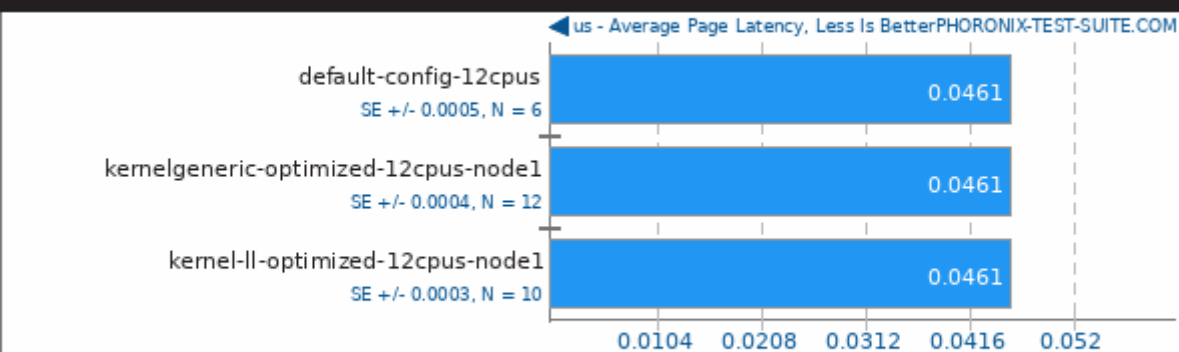 us - Average Page Latency, Less Is BetterPHORONIX-TEST-SUITE.COM
default-config-12cpus
SE +/- 0.0005, N = 6
0.0461
kernelgeneric-optimized-12cpus-node1
SE +/- 0.0004, N = 12
0.0461
kernel-ll-optimized-12cpus-node1
SE +/- 0.0003, N = 10
0.0461
0.0104 0.0208 0.0312 0.0416 0.052